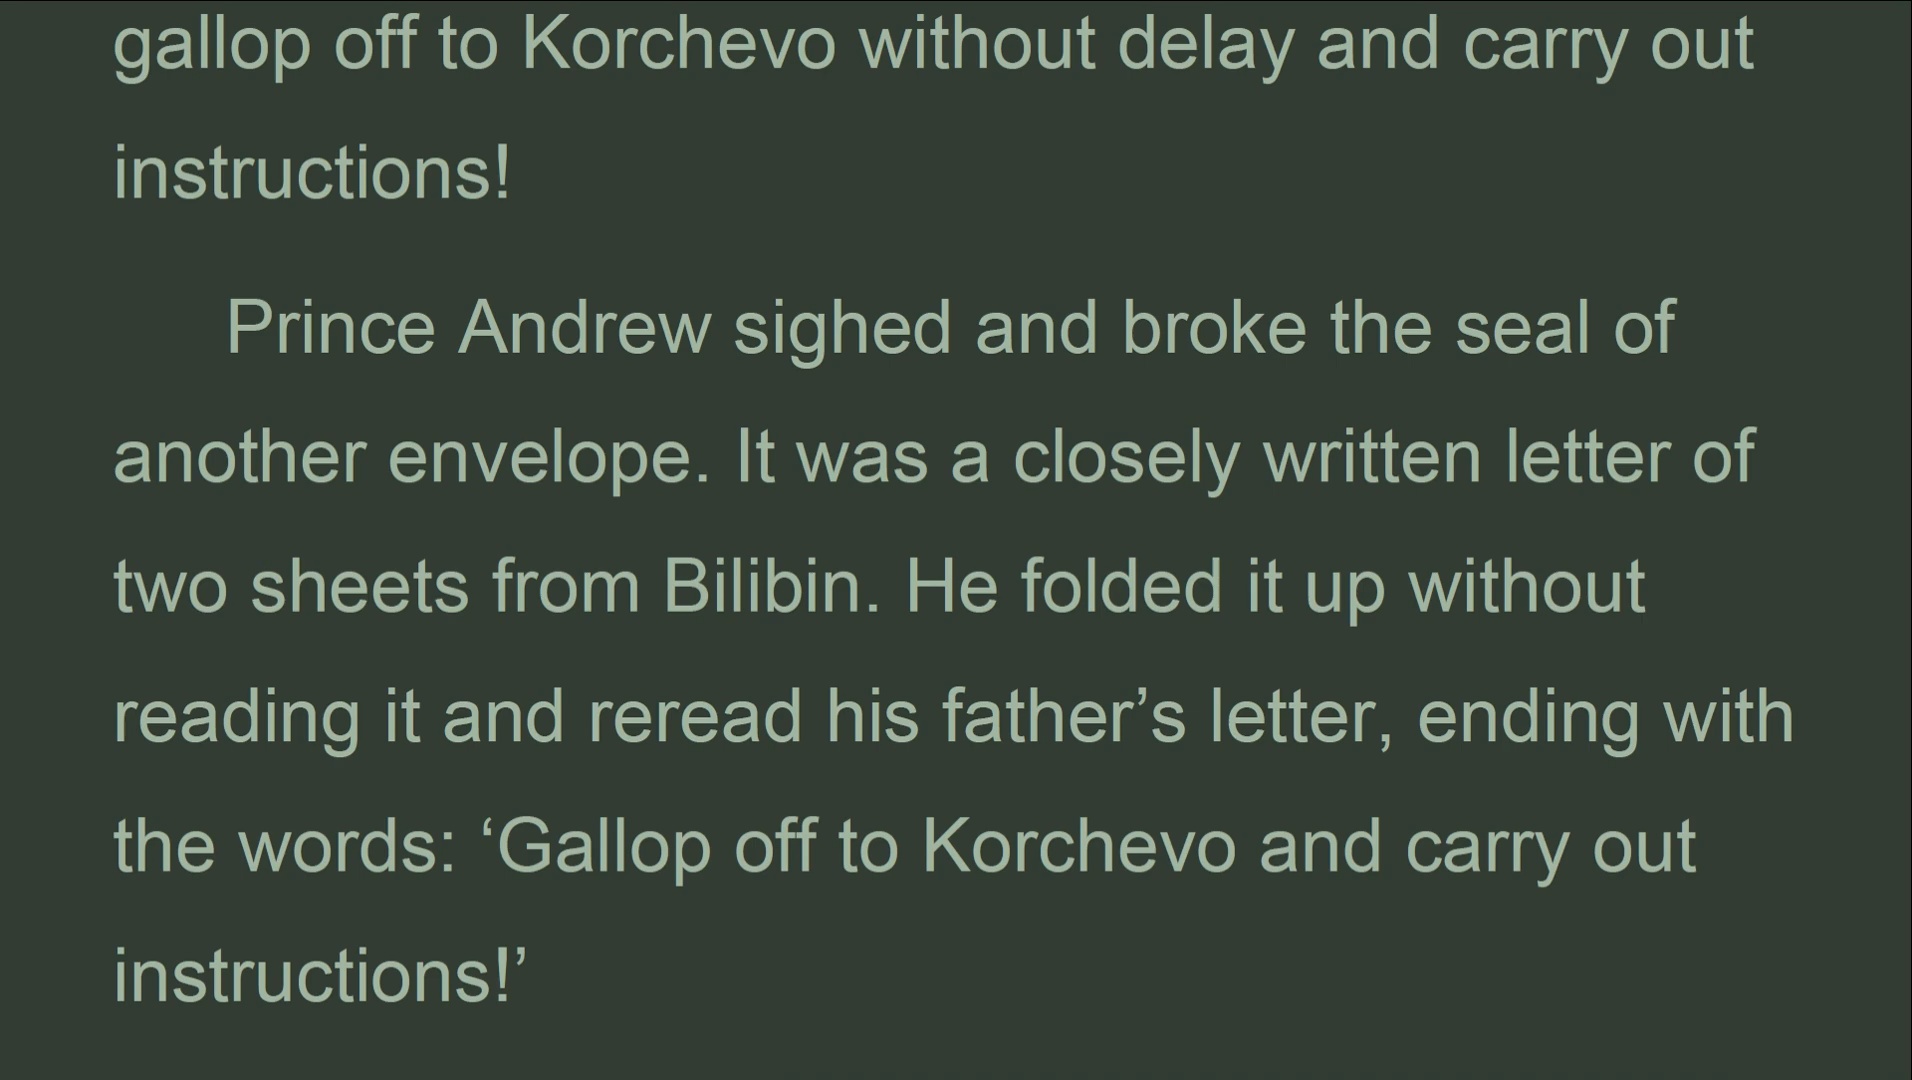 gallop off to Korchevo without delay and carry out
instructions!
Prince Andrew sighed and broke the seal of
another envelope. It was a closely written letter of
two sheets from Bilibin. He folded it up without
reading it and reread his father’s letter, ending with
the words: ‘Gallop off to Korchevo and carry out
instructions!’